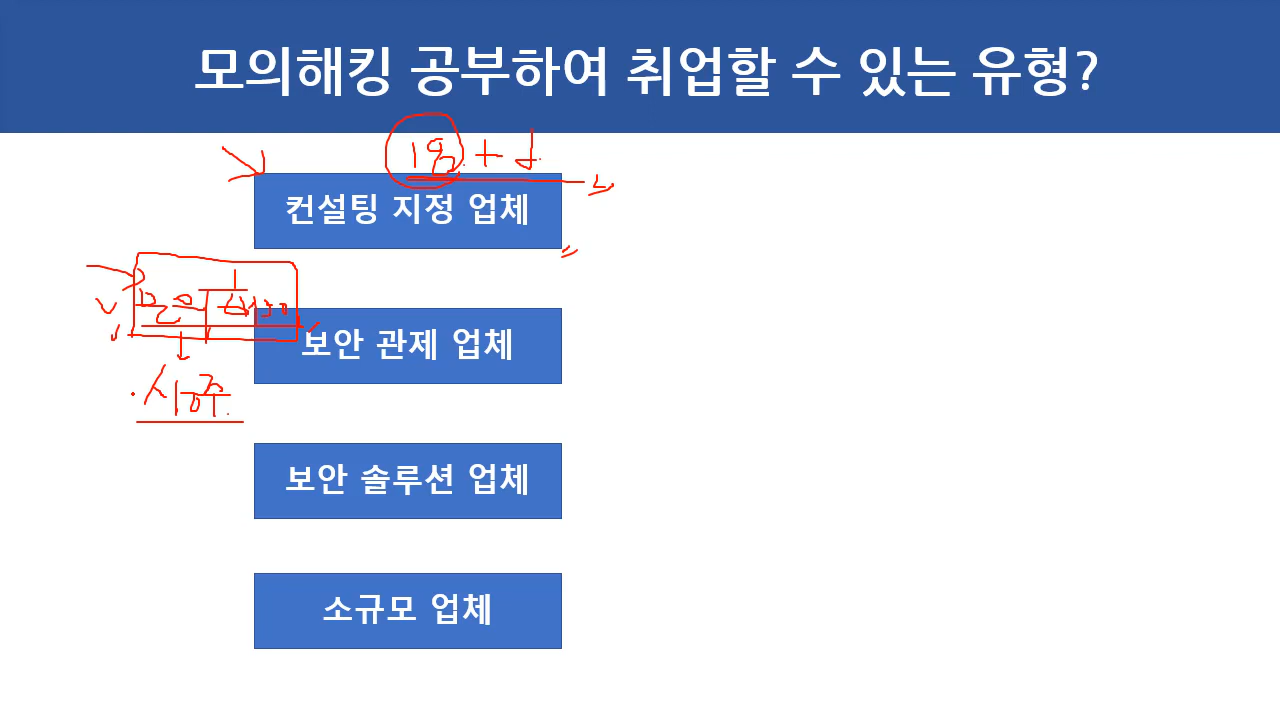 모의해킹 공부하여 취업할 수 있는 유형?
컨설팅 지정 업체
보안 관제 업체
시큐
보안 솔루션 업체
소규모 업체